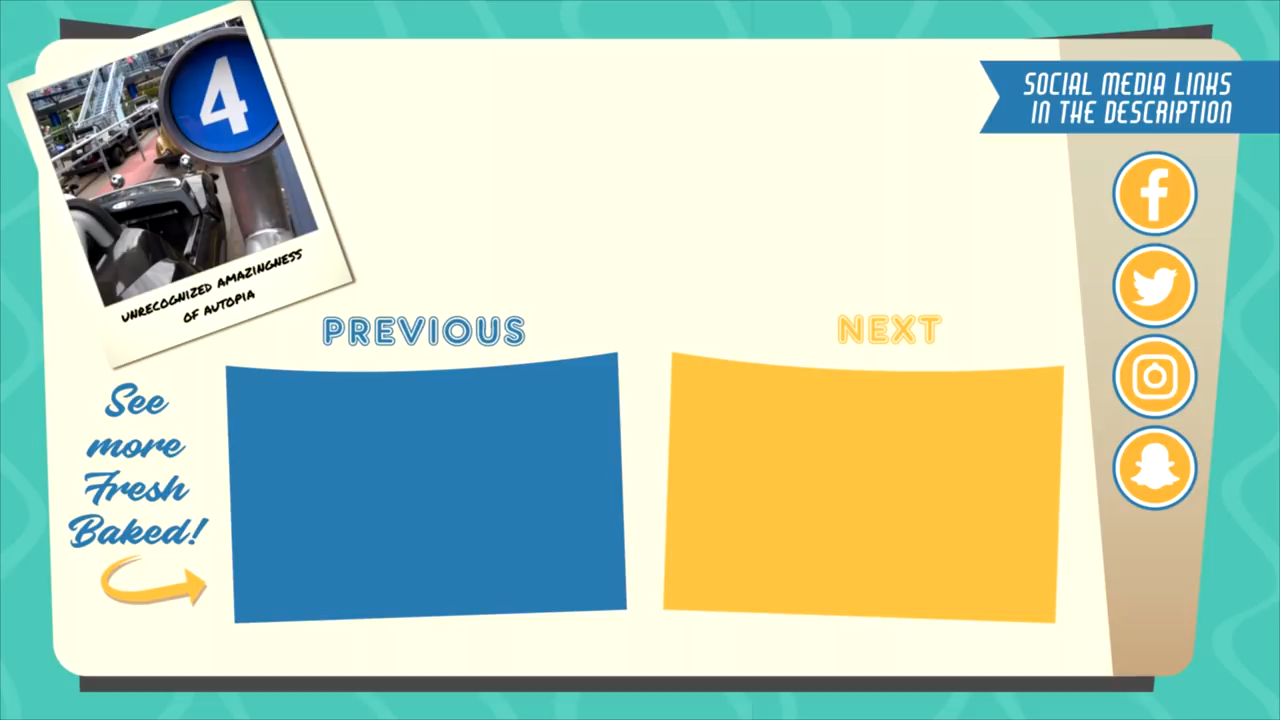 4
UNRECOGNIZED AMAZINGNESS
OF AUTOPIA
SOCIAL MEDIA LINKS
IN THE DESCRIPTION
PREVIOUS
NEXT
See
more
Fresh
Baked!